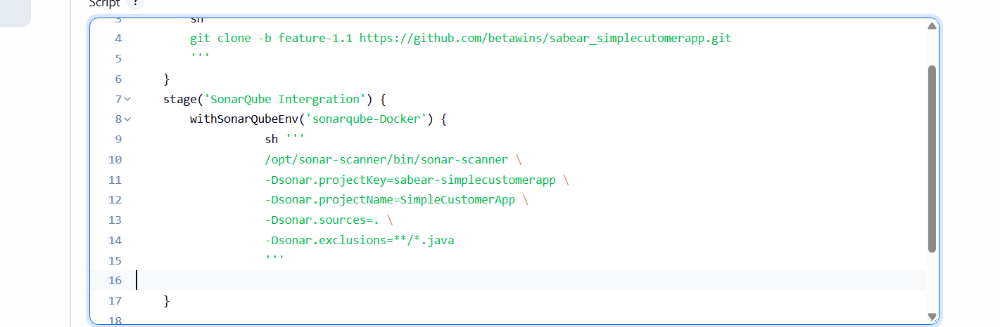 Script ?
3 sh
4 git clone -b feature-1.1 https://github.com/betawins/sabear_simplecutomerapp.git
5 '''
6 }
7 stage('SonarQube Intergration') {
8 withSonarQubeEnv('sonarqube-Docker') {
9 sh '''
10 /opt/sonar-scanner/bin/sonar-scanner \
11 -Dsonar.projectKey=sabear-simplecustomerapp \
12 -Dsonar.projectName=SimpleCustomerApp \
13 -Dsonar.sources=. \
14 -Dsonar.exclusions=**/*.java
15 '''
16
17 }
18